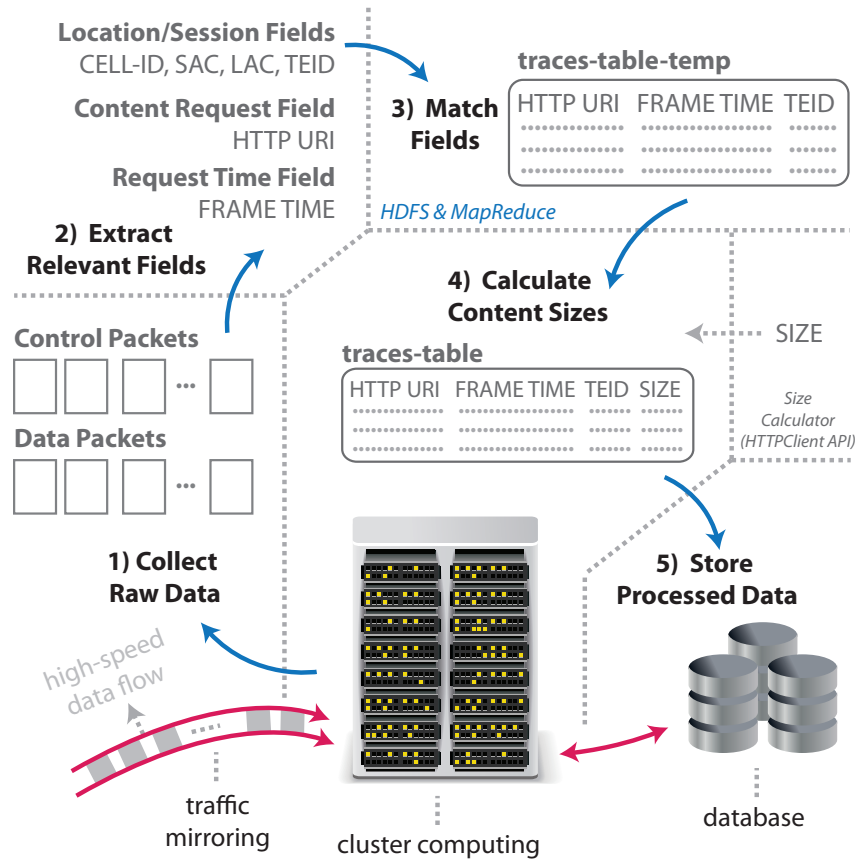 Location/Session Fields
CELL-ID, SAC, LAC, TEID
Content Request Field
HTTP URI
Request Time Field
FRAME TIME
2) Extract
Relevant Fields
3) Match
Fields
traces-table-temp
HTTP URI FRAME TIME TEID
HDFS & MapReduce
4) Calculate
Content Sizes
SIZE
Size
Calculator
(HTTPClient API)
traces-table
HTTP URI FRAME TIME TEID SIZE
Control Packets
...
Data Packets
...
1) Collect
Raw Data
5) Store
Processed Data
high-speed
data flow
traffic
mirroring
cluster computing
database